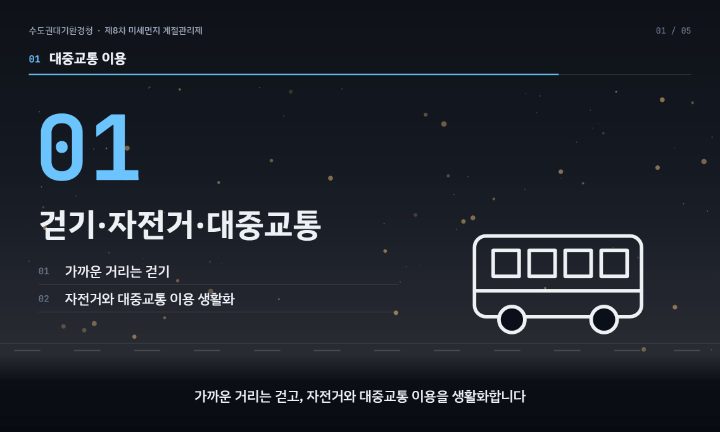 수도권대기환경청 · 제8차 미세먼지 계절관리제
01 / 05
01 대중교통 이용
01
걷기·자전거·대중교통
01 가까운 거리는 걷기
02 자전거와 대중교통 이용 생활화
가까운 거리는 걷고, 자전거와 대중교통 이용을 생활화합니다